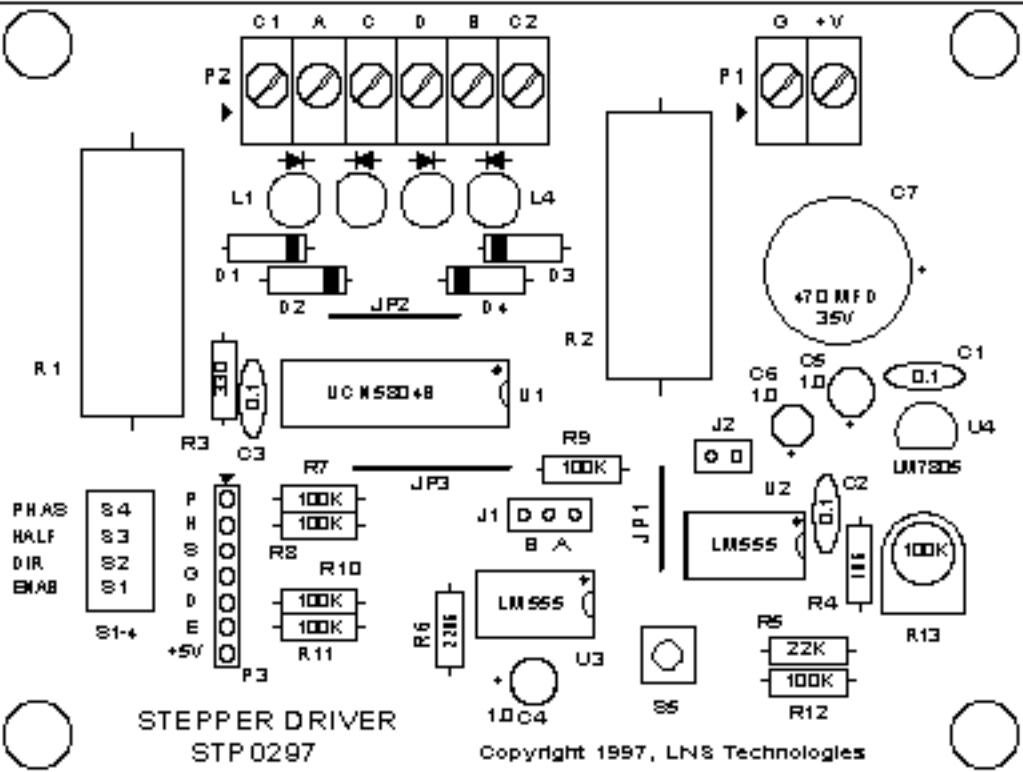 C1 A C D B C2
G +V
P2
P1
L1
L4
C7
D1
D3
D2
D4
470 MFD
35V
JP2
R2
R1
C1
C5
1.0
C6
1.0
0.1
330
0.1
UCN5804B
U1
U4
J2
R3
C3
R9
LM7805
R7
100K
JP3
U2
C2
PHAS S4
HALF S3
DIR S2
ENAB S1
S1-4
P
H
S
G
D
E
+5V
P3
100K
100K
R8
J1
B A
JP1
LM555
0.1
100K
R10
100K
100K
R11
R6
LM555
U3
R4
R13
R5
22K
100K
R12
S5
1.0 C4
STEPPER DRIVER
STP0297
Copyright 1997, LNS Technologies